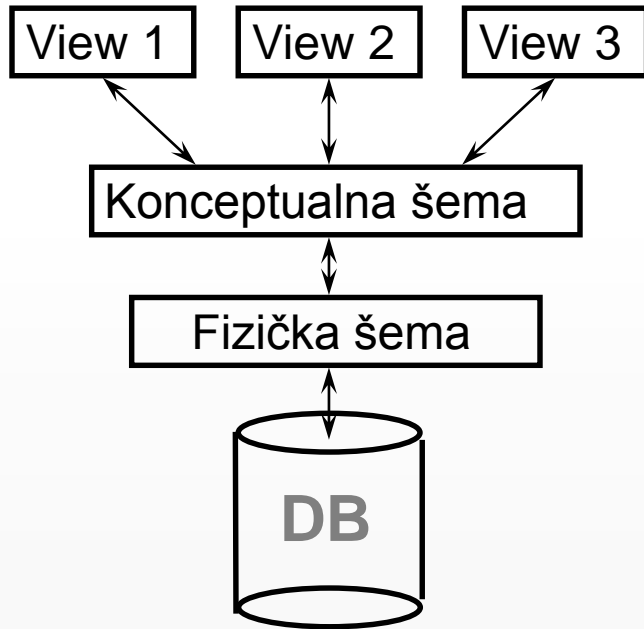 View 1
View 2
View 3
Konceptualna šema
Fizička šema
DB